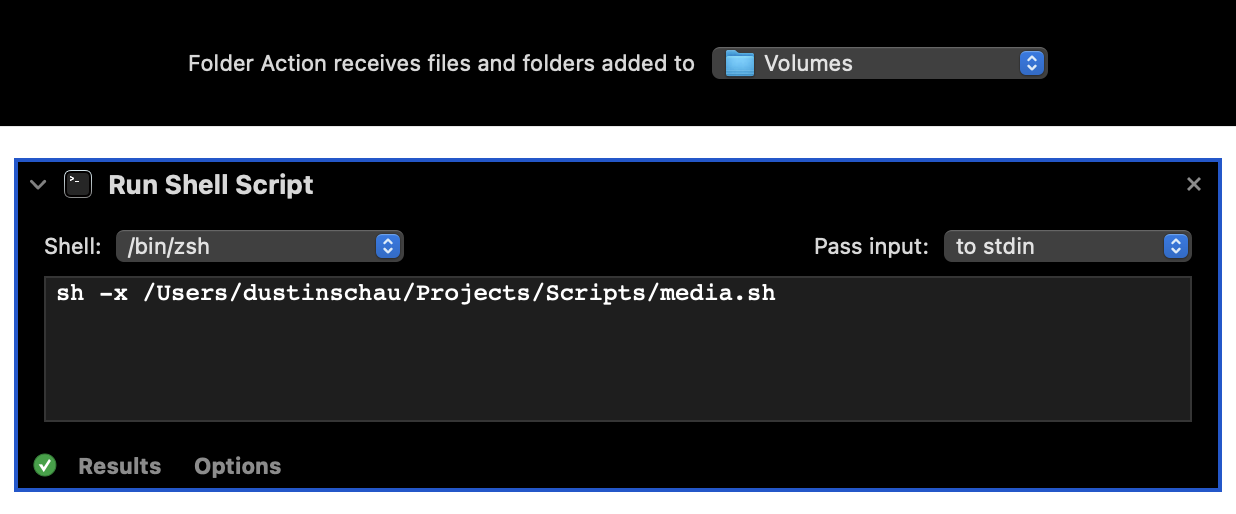 Folder Action receives files and folders added to Volumes
Run Shell Script
Shell: /bin/zsh Pass input: to stdin
sh -x /Users/dustinschau/Projects/Scripts/media.sh
Results Options